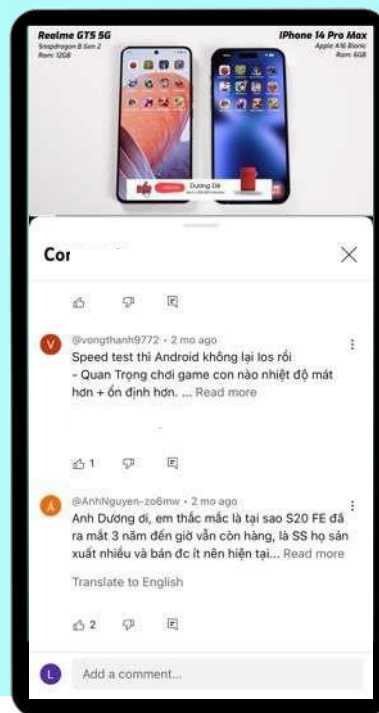 Realme GT5 5G
Snapdragon 8 Gen 2
Ram: 12GB
IPhone 14 Pro Max
Apple A16 Bionic
Ram: 6GB
Dương Dê
Cor
@vongthanh9772 • 2 mo ago
Speed test thì Android không lại Ios rồi
- Quan Trọng chơi game con nào nhiệt độ mát
hơn + ổn định hơn. ... Read more
1
@AnhNguyen-zo6mw • 2 mo ago
Anh Dương ơi, em thắc mắc là tại sao S20 FE đã
ra mắt 3 năm đến giờ vẫn còn hàng, là SS họ sản
xuất nhiều và bán đc ít nên hiện tại... Read more
Translate to English
2
Add a comment...